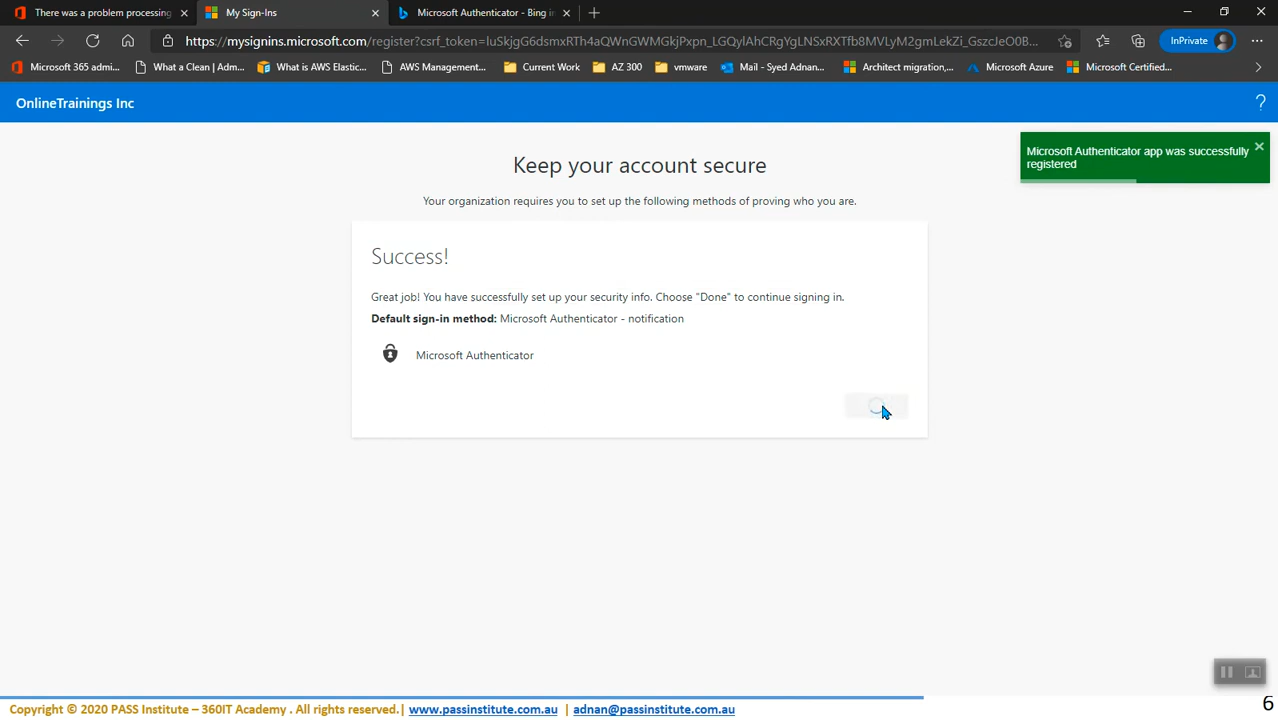 There was a problem processing
My Sign-Ins
Microsoft Authenticator - Bing i
https://mysignins.microsoft.com/register?csrf_token=IuSkjgG6dsmxRTh4aQWnGWMGkjPxpn_LGQylAhCRgYgLNSxRXTfb8MVLyM2gmLekZi_GszcJeO0B...
InPrivate
Microsoft 365 admi...
What a Clean | Adm...
What is AWS Elastic...
AWS Management...
Current Work
AZ 300
vmware
Mail - Syed Adnan...
Architect migration,...
Microsoft Azure
Microsoft Certified...
OnlineTrainings Inc
?
Microsoft Authenticator app was successfully
registered
Keep your account secure
Your organization requires you to set up the following methods of proving who you are.
Success!
Great job! You have successfully set up your security info. Choose "Done" to continue signing in.
Default sign-in method: Microsoft Authenticator - notification
Microsoft Authenticator
Copyright © 2020 PASS Institute – 360IT Academy . All rights reserved.| www.passinstitute.com.au | adnan@passinstitute.com.au
6